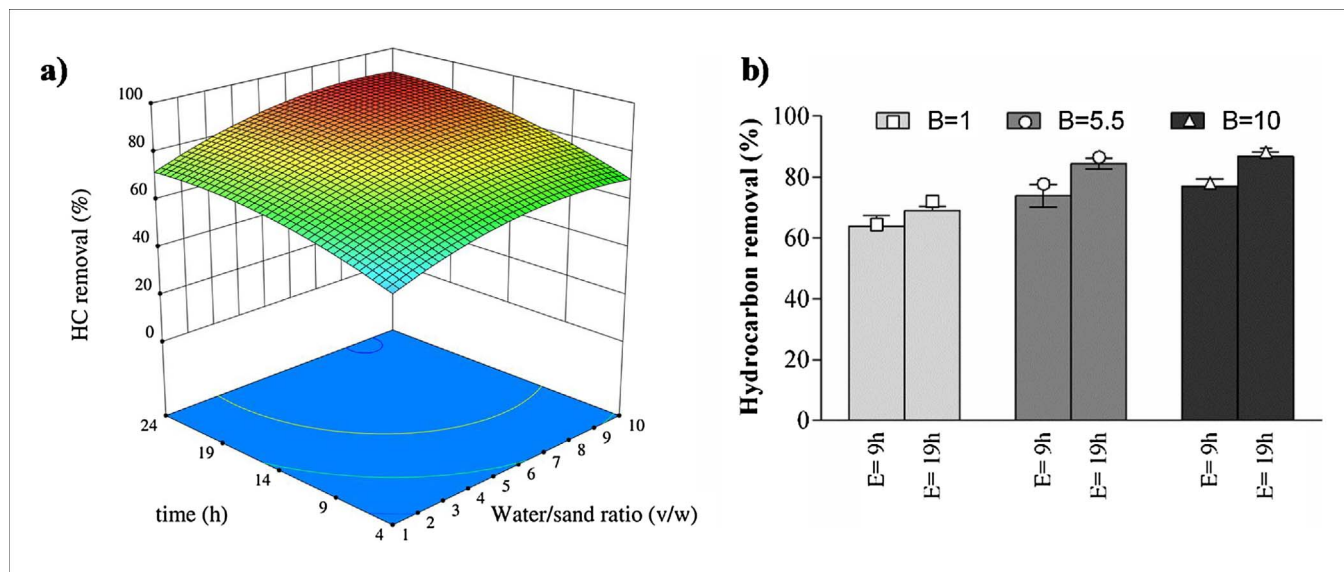 a)
100
80
60
40
20
0
HC removal (%)
24
19
14
9
4
time (h)
1
2
3
4
5
6
7
8
9
10
Water/sand ratio (v/w)
b)
B=1
B=5.5
B=10
100
80
60
40
20
0
Hydrocarbon removal (%)
E= 9h
E= 19h
E= 9h
E= 19h
E= 9h
E= 19h